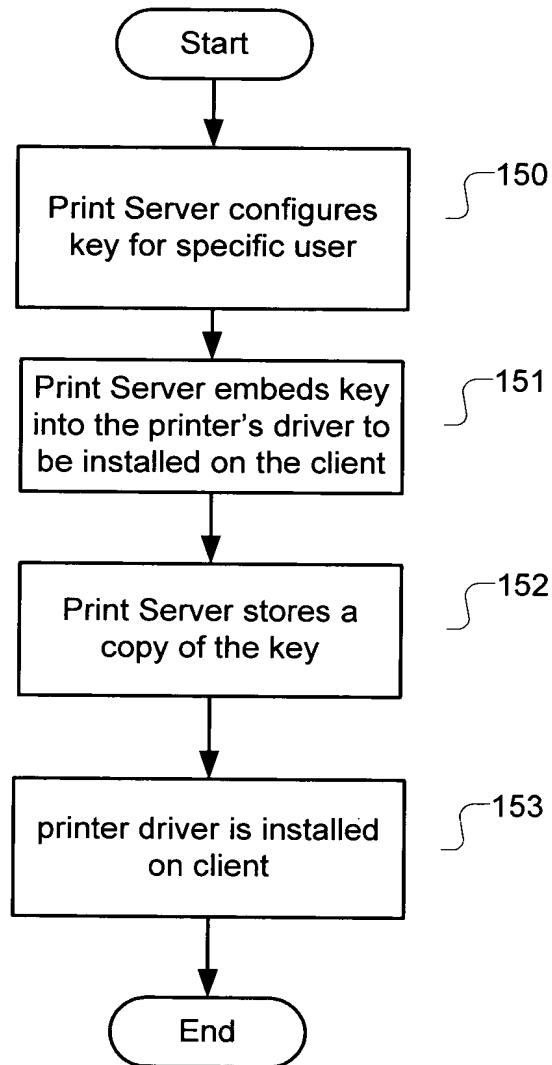 Start
Print Server configures
key for specific user
150
Print Server embeds key
into the printer's driver to
be installed on the client
151
Print Server stores a
copy of the key
152
printer driver is installed
on client
153
End